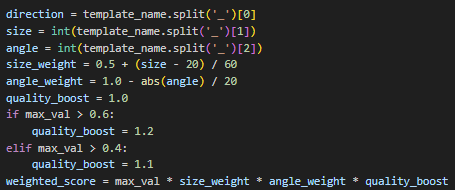 direction = template_name.split('_')[0]
size = int(template_name.split('_')[1])
angle = int(template_name.split('_')[2])
size_weight = 0.5 + (size - 20) / 60
angle_weight = 1.0 - abs(angle) / 20
quality_boost = 1.0
if max_val > 0.6:
    quality_boost = 1.2
elif max_val > 0.4:
    quality_boost = 1.1
weighted_score = max_val * size_weight * angle_weight * quality_boost